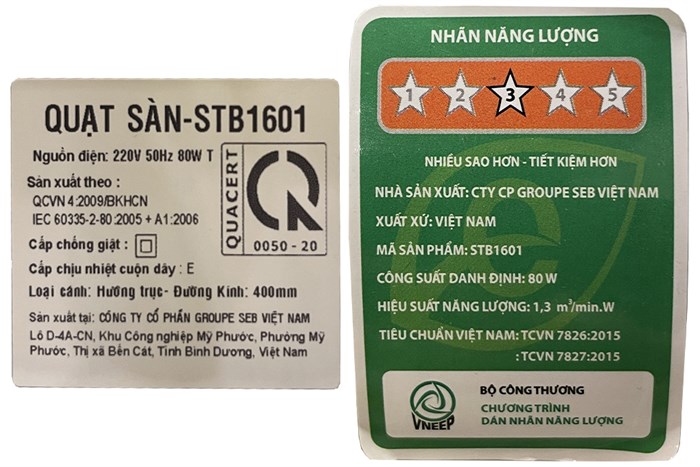 QUẠT SÀN-STB1601
Nguồn điện: 220V 50Hz 80W T
Sản xuất theo :
QCVN 4:2009/BKHCN
IEC 60335-2-80:2005 + A1:2006
Cấp chống giật :
Cấp chịu nhiệt cuộn dây : E
QUACERT
0050 - 20
Loại cánh: Hướng trục- Đường Kính: 400mm
Sản xuất tại: CÔNG TY CỔ PHẦN GROUPE SEB VIỆT NAM
Lô D-4A-CN, Khu Công nghiệp Mỹ Phước, Phường Mỹ
Phước, Thị xã Bến Cát, Tỉnh Bình Dương, Việt Nam
NHÃN NĂNG LƯỢNG
1 2 3 4 5
NHIỀU SAO HƠN - TIẾT KIỆM HƠN
NHÀ SẢN XUẤT: CTY CP GROUPE SEB VIỆT NAM
XUẤT XỨ: VIỆT NAM
MÃ SẢN PHẨM: STB1601
CÔNG SUẤT DANH ĐỊNH: 80 W
HIỆU SUẤT NĂNG LƯỢNG: 1,3 m³/min.W
TIÊU CHUẨN VIỆT NAM: TCVN 7826:2015
: TCVN 7827:2015
VNEEP
BỘ CÔNG THƯƠNG
CHƯƠNG TRÌNH
DÁN NHÃN NĂNG LƯỢNG